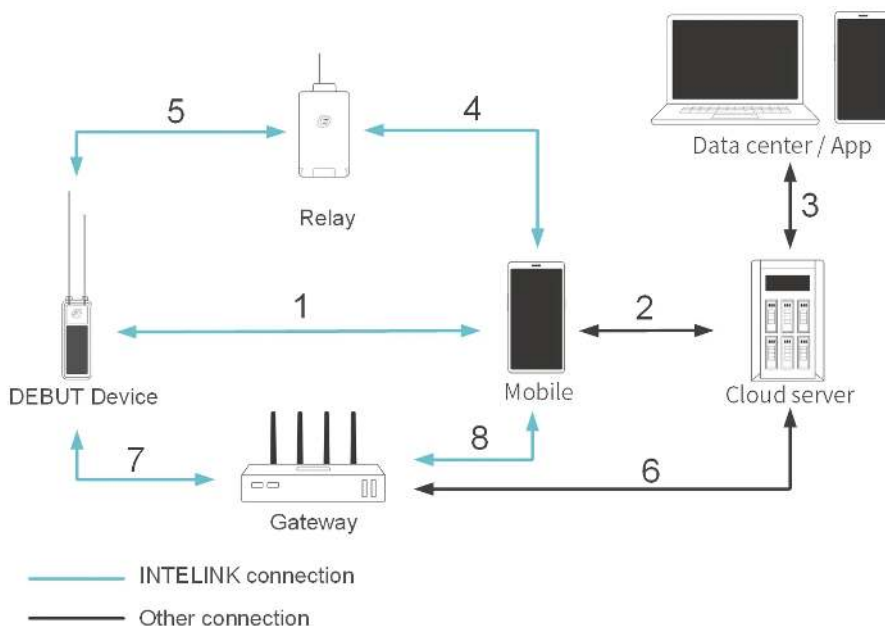 5
4
Data center / App
Relay
3
1
2
DEBUT Device
Mobile
Cloud server
7
8
6
Gateway
INTELINK connection
Other connection